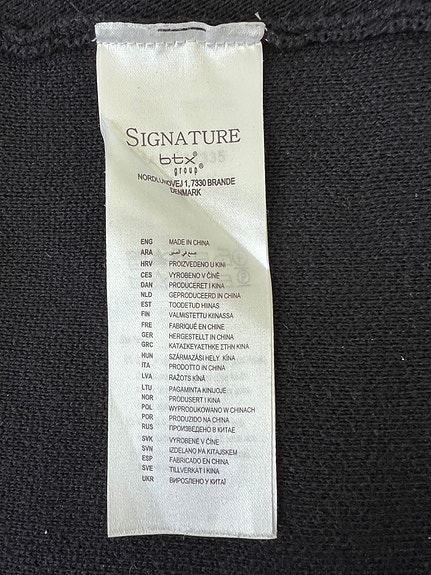 SIGNATURE
btx®
group®
NORDLUNDVEJ 1, 7330 BRANDE
DENMARK
ENG MADE IN CHINA
ARA صنع في الصين
HRV PROIZVEDENO U KINI
CES VYROBENO V ČÍNĚ
DAN PRODUCERET I KINA
NLD GEPRODUCEERD IN CHINA
EST TOODETUD HIINAS
FIN VALMISTETTU KIINASSA
FRE FABRIQUÉ EN CHINE
GER HERGESTELLT IN CHINA
GRC ΚΑΤΑΣΚΕΥΑΣΤΗΚΕ ΣΤΗΝ ΚΙΝΑ
HUN SZÁRMAZÁSI HELY KÍNA
ITA PRODOTTO IN CHINA
LVA RAŽOTS ĶĪNĀ
LTU PAGAMINTA KINIJOJE
NOR PRODUSERT I KINA
POL WYPRODUKOWANO W CHINACH
POR PRODUZIDO NA CHINA
RUS ПРОИЗВЕДЕНО В КИТАЕ
SVK VYROBENÉ V ČÍNE
SVN IZDELANO NA KITAJSKEM
ESP FABRICADO EN CHINA
SVE TILLVERKAT I KINA
UKR ВИРОБЛЕНО У КИТАЇ